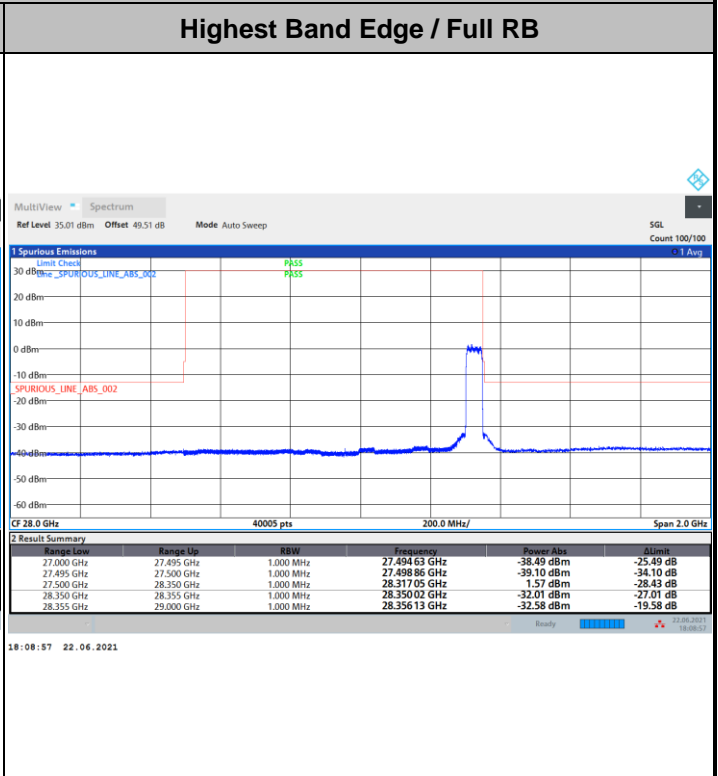 Highest Band Edge / Full RB
MultiView Spectrum
Ref Level 35.01 dBm Offset 49.51 dB Mode Auto Sweep SGL
Count 100/100
1 Spurious Emissions 1 Avg
Limit Check PASS
Line _SPURIOUS_LINE_ABS_002 PASS
30 dBm
20 dBm
10 dBm
0 dBm
-10 dBm
_SPURIOUS_LINE_ABS_002
-20 dBm
-30 dBm
-40 dBm
-50 dBm
-60 dBm
CF 28.0 GHz 40005 pts 200.0 MHz/ Span 2.0 GHz
2 Result Summary
Range Low Range Up RBW Frequency Power Abs ΔLimit
27.000 GHz 27.495 GHz 1.000 MHz 27.494 63 GHz -38.49 dBm -25.49 dB
27.495 GHz 27.500 GHz 1.000 MHz 27.498 86 GHz -39.10 dBm -34.10 dB
27.500 GHz 28.350 GHz 1.000 MHz 28.317 05 GHz 1.57 dBm -28.43 dB
28.350 GHz 28.355 GHz 1.000 MHz 28.350 02 GHz -32.01 dBm -27.01 dB
28.355 GHz 29.000 GHz 1.000 MHz 28.356 13 GHz -32.58 dBm -19.58 dB
Ready 22.06.2021
18:08:57
18:08:57 22.06.2021